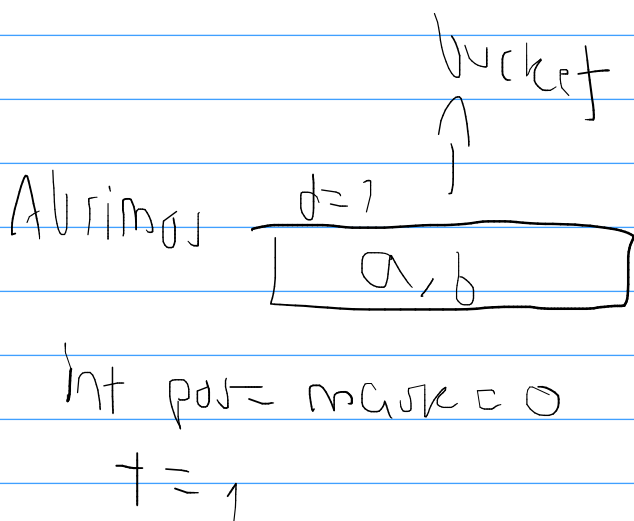 bucket
Abrimos d=1
a, b
int pos= mask = 0
t = 1